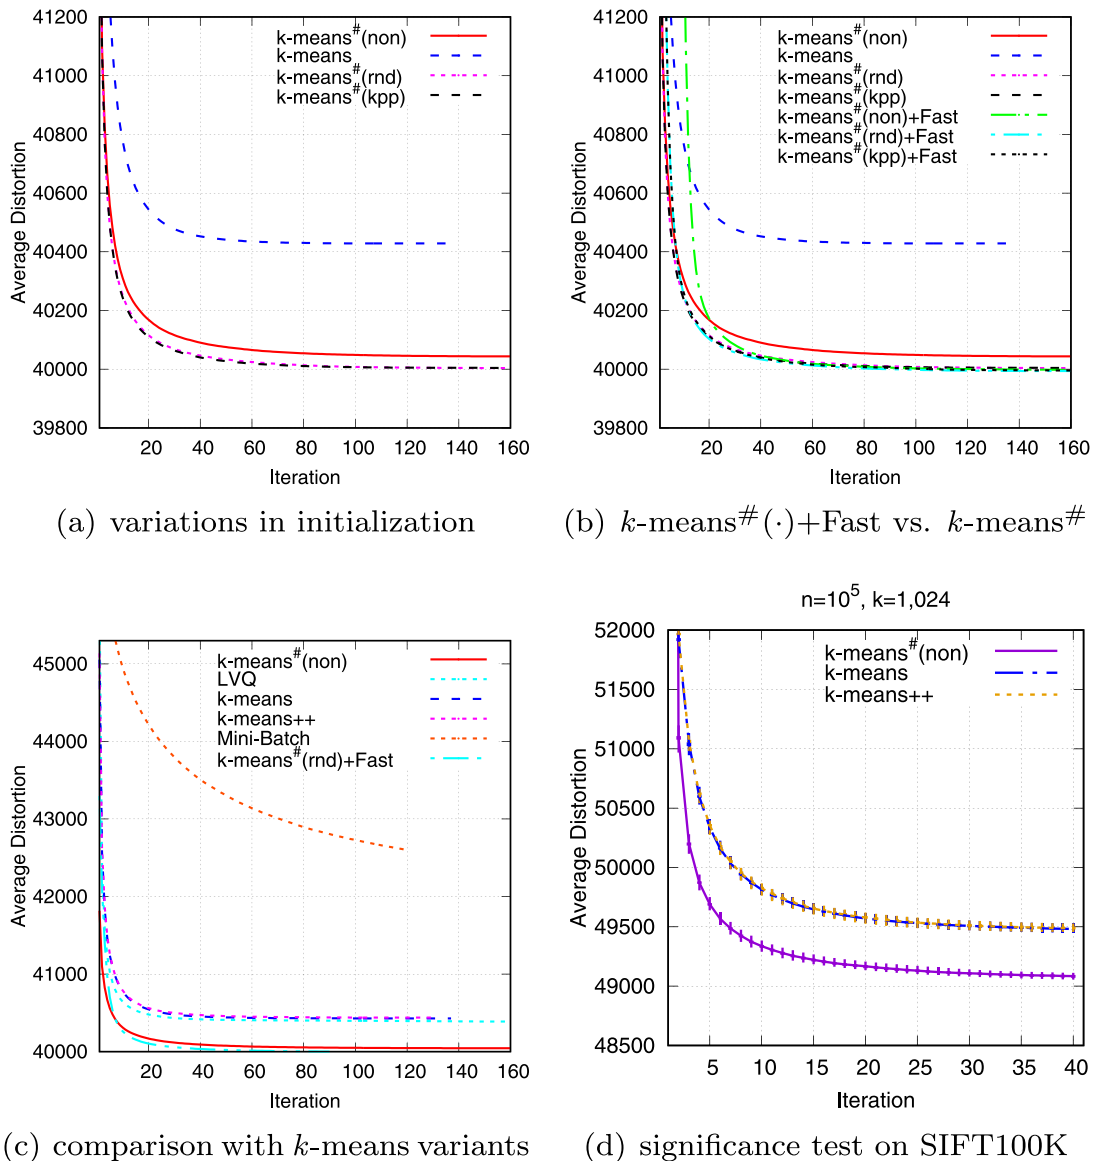 41200
41000
40800
40600
40400
40200
40000
39800
Average Distortion
k-means#(non)
k-means
k-means#(rnd)
k-means#(kpp)
20 40 60 80 100 120 140 160
Iteration
(a) variations in initialization
41200
41000
40800
40600
40400
40200
40000
39800
Average Distortion
k-means#(non)
k-means
k-means#(rnd)
k-means#(kpp)
k-means#(non)+Fast
k-means#(rnd)+Fast
k-means#(kpp)+Fast
20 40 60 80 100 120 140 160
Iteration
(b) k-means#(·)+Fast vs. k-means#
45000
44000
43000
42000
41000
40000
Average Distortion
k-means#(non)
LVQ
k-means
k-means++
Mini-Batch
k-means#(rnd)+Fast
20 40 60 80 100 120 140 160
Iteration
(c) comparison with k-means variants
n=10^5, k=1,024
52000
51500
51000
50500
50000
49500
49000
48500
Average Distortion
k-means#(non)
k-means
k-means++
5 10 15 20 25 30 35 40
Iteration
(d) significance test on SIFT100K